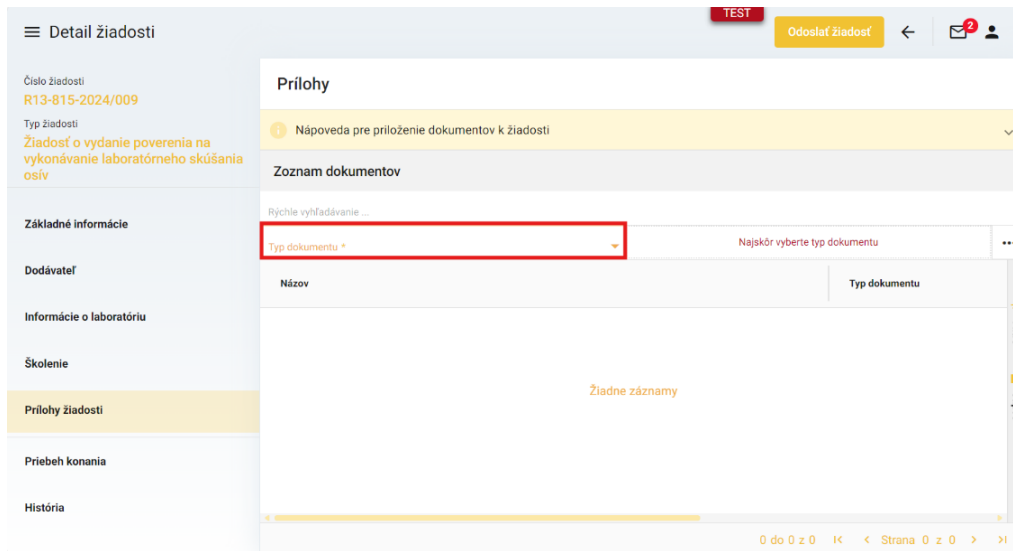 Detail žiadosti
TEST
Odoslať žiadosť
2
Číslo žiadosti
R13-815-2024/009
Typ žiadosti
Žiadosť o vydanie poverenia na
vykonávanie laboratórneho skúšania
osív
Základné informácie
Dodávateľ
Informácie o laboratóriu
Školenie
Prílohy žiadosti
Priebeh konania
História
Prílohy
Nápoveda pre priloženie dokumentov k žiadosti
Zoznam dokumentov
Rýchle vyhľadávanie ...
Typ dokumentu *
Najskôr vyberte typ dokumentu
Názov
Typ dokumentu
Žiadne záznamy
0 do 0 z 0
Strana 0 z 0